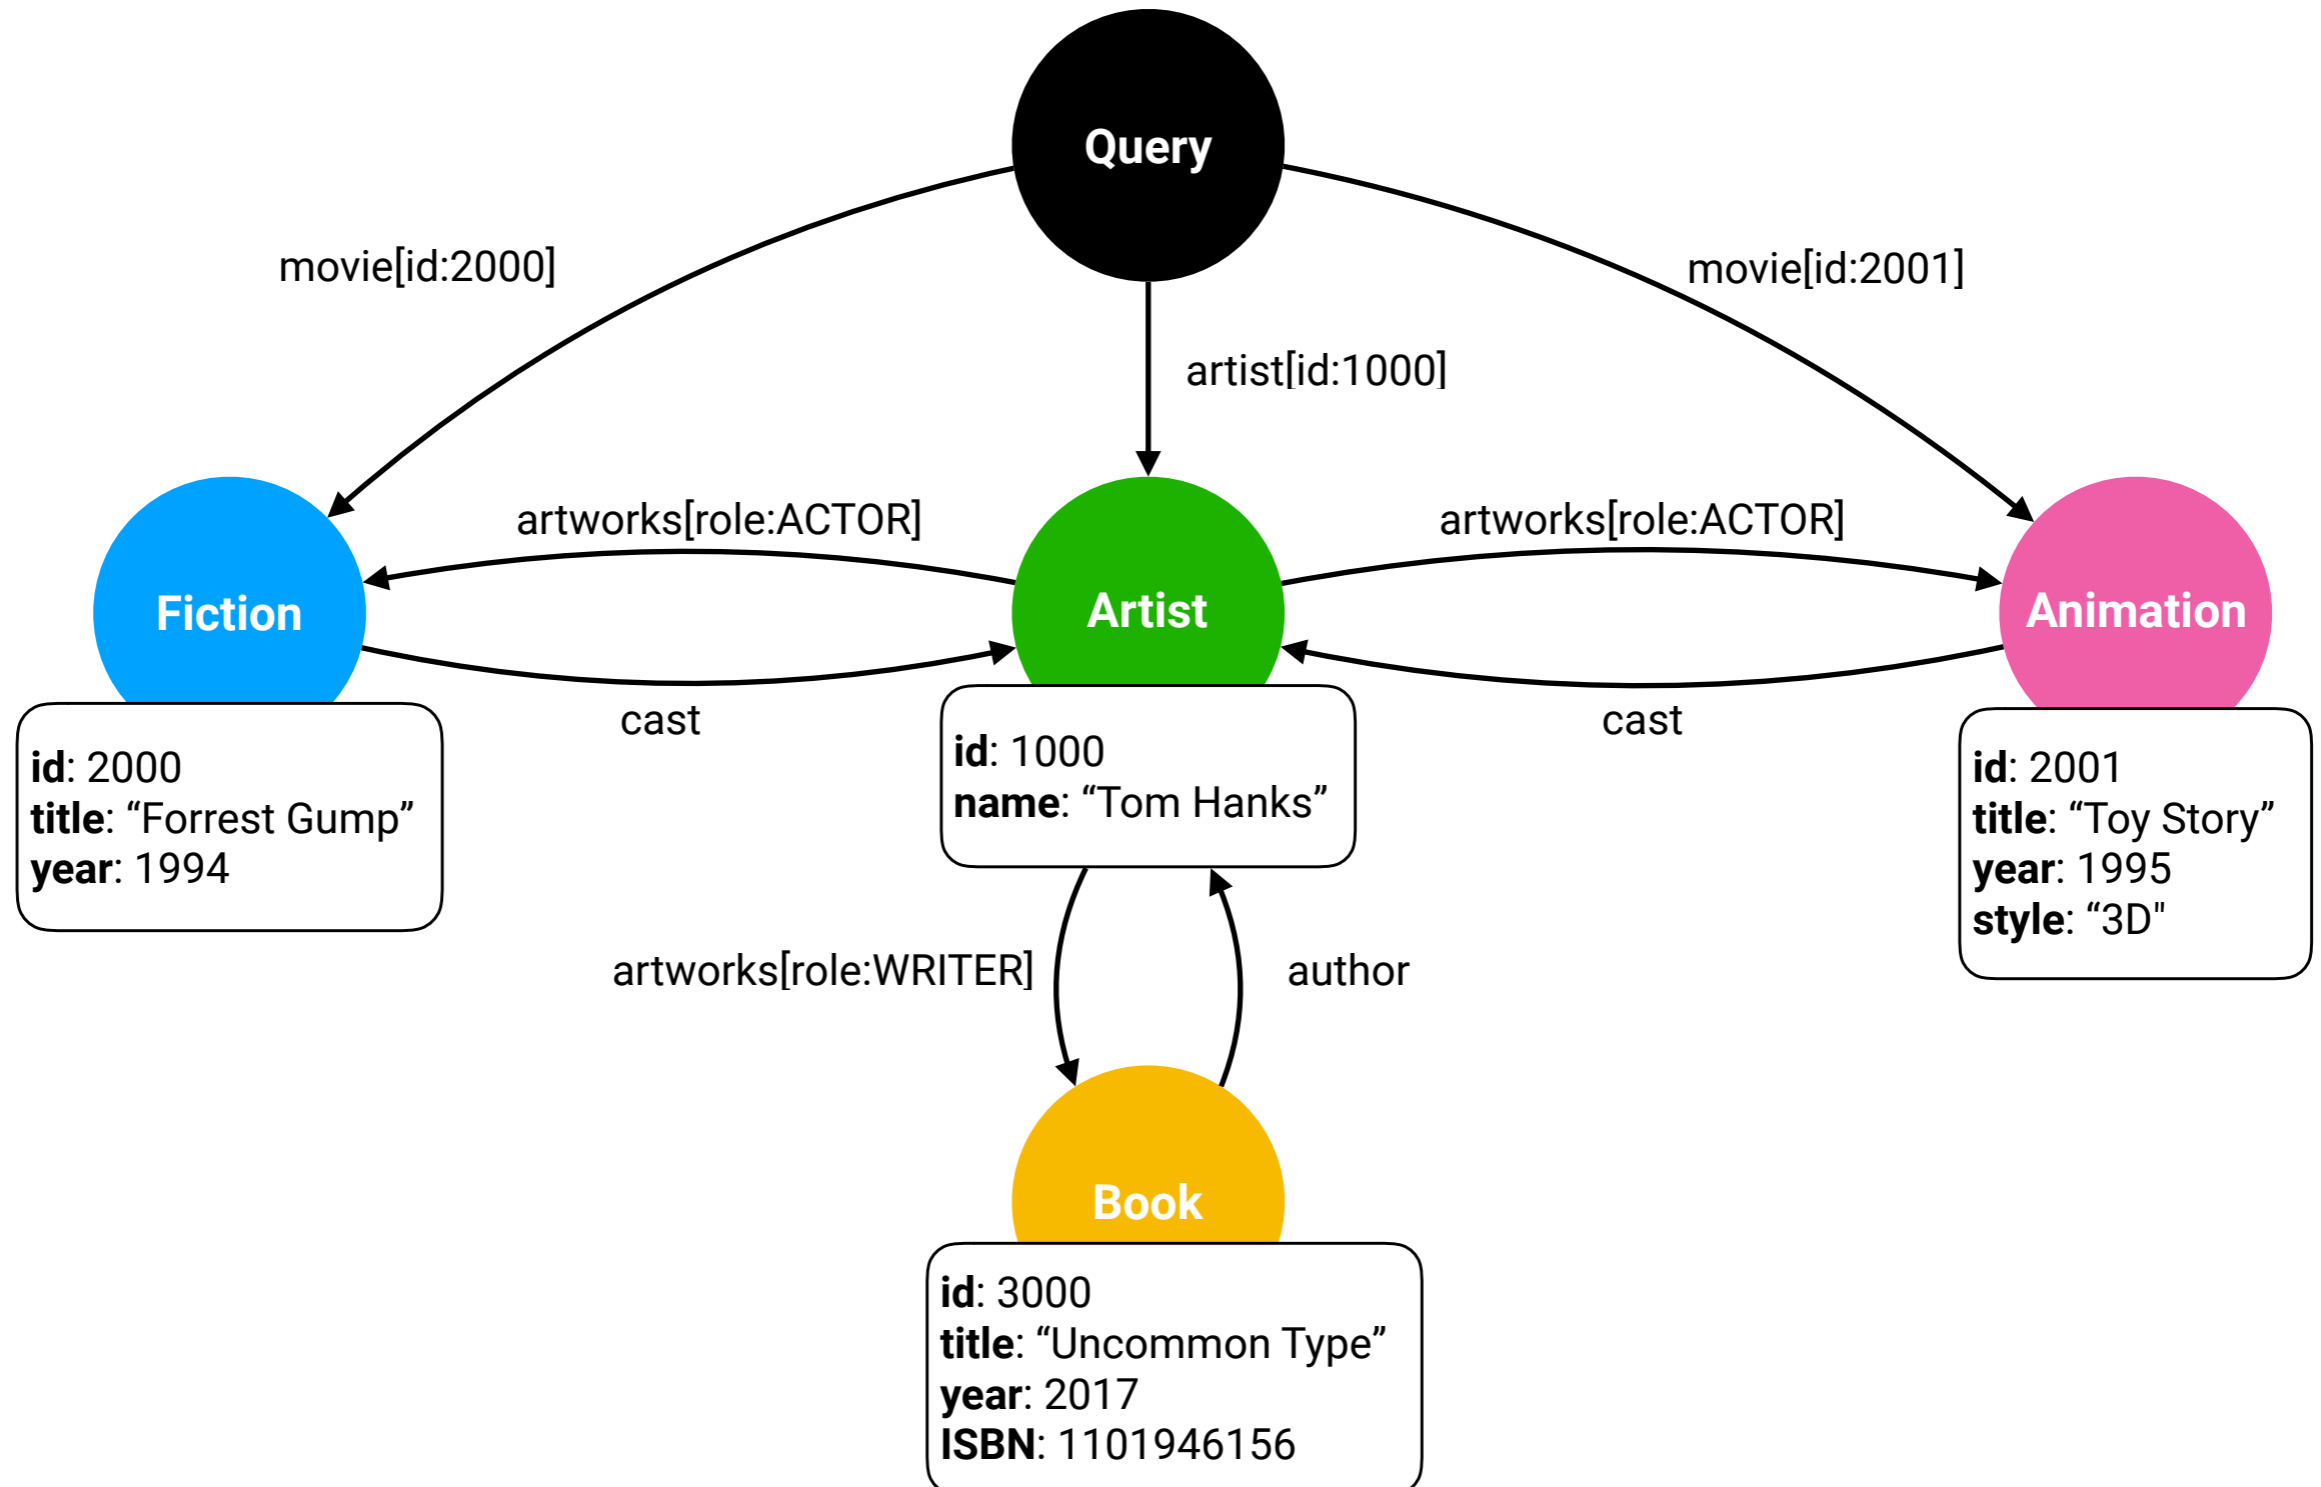 Query
movie[id:2000]
movie[id:2001]
artist[id:1000]
artworks[role:ACTOR]
artworks[role:ACTOR]
Fiction
Artist
Animation
cast
cast
id: 2000
title: “Forrest Gump”
year: 1994
id: 1000
name: “Tom Hanks”
id: 2001
title: “Toy Story”
year: 1995
style: “3D"
artworks[role:WRITER]
author
Book
id: 3000
title: “Uncommon Type”
year: 2017
ISBN: 1101946156